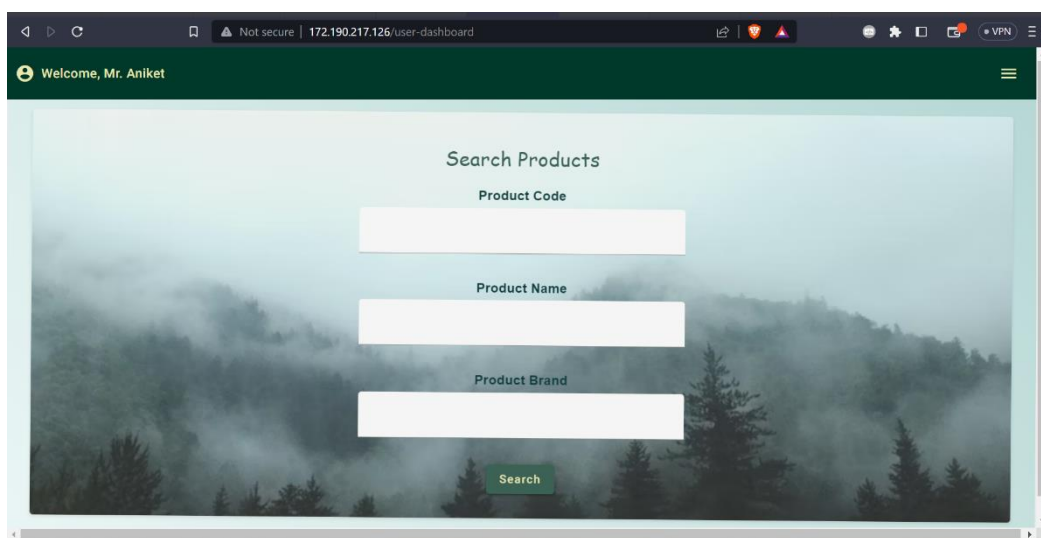 Not secure | 172.190.217.126/user-dashboard
VPN
Welcome, Mr. Aniket
Search Products
Product Code
Product Name
Product Brand
Search